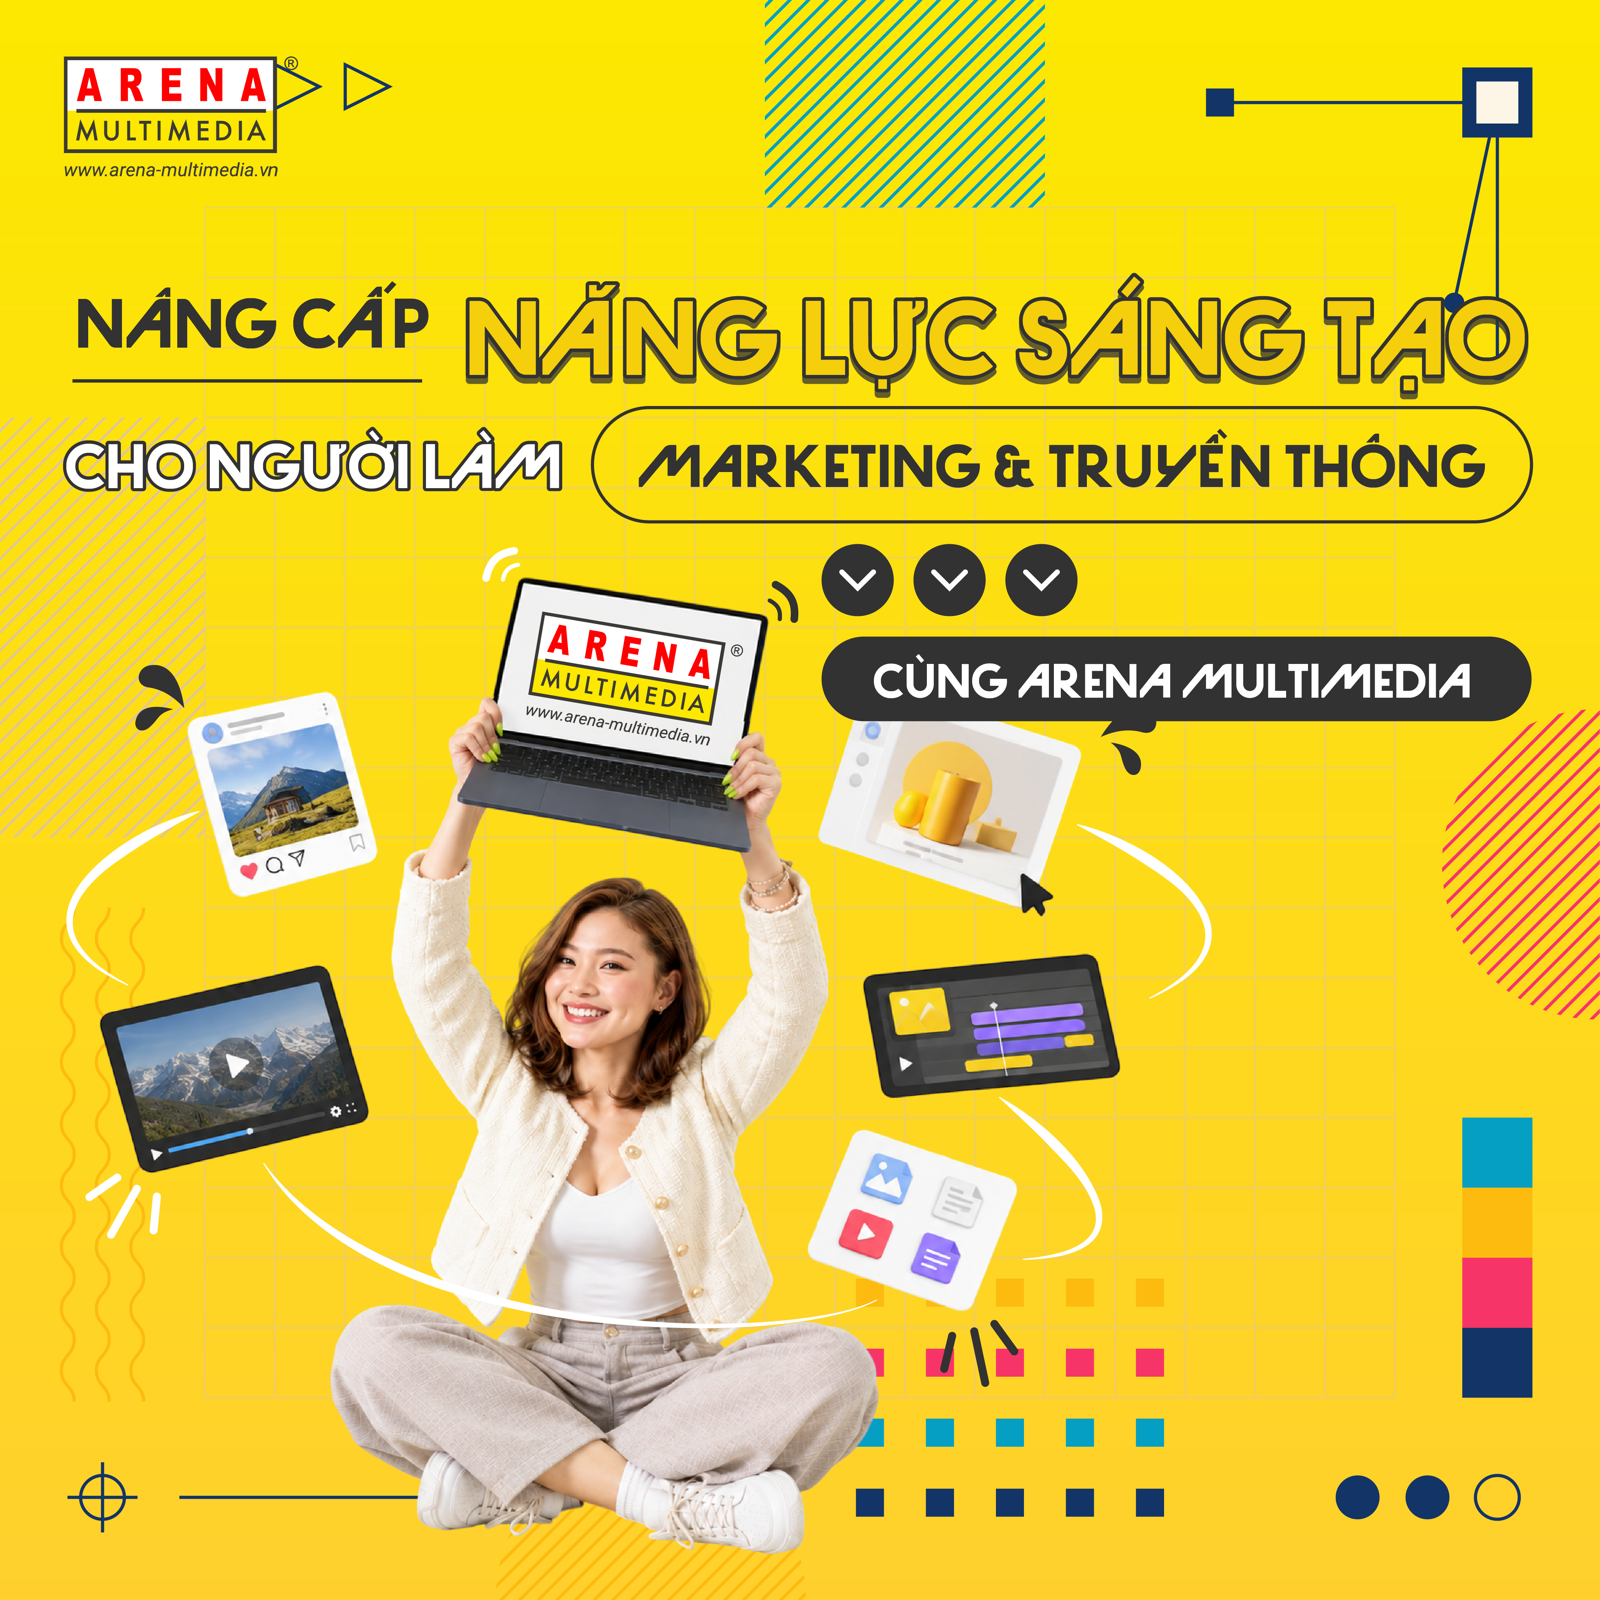 ARENA ®
MULTIMEDIA
www.arena-multimedia.vn
NÂNG CẤP NĂNG LỰC SÁNG TẠO
CHO NGƯỜI LÀM MARKETING & TRUYỀN THÔNG
CÙNG ARENA MULTIMEDIA
ARENA ®
MULTIMEDIA
www.arena-multimedia.vn